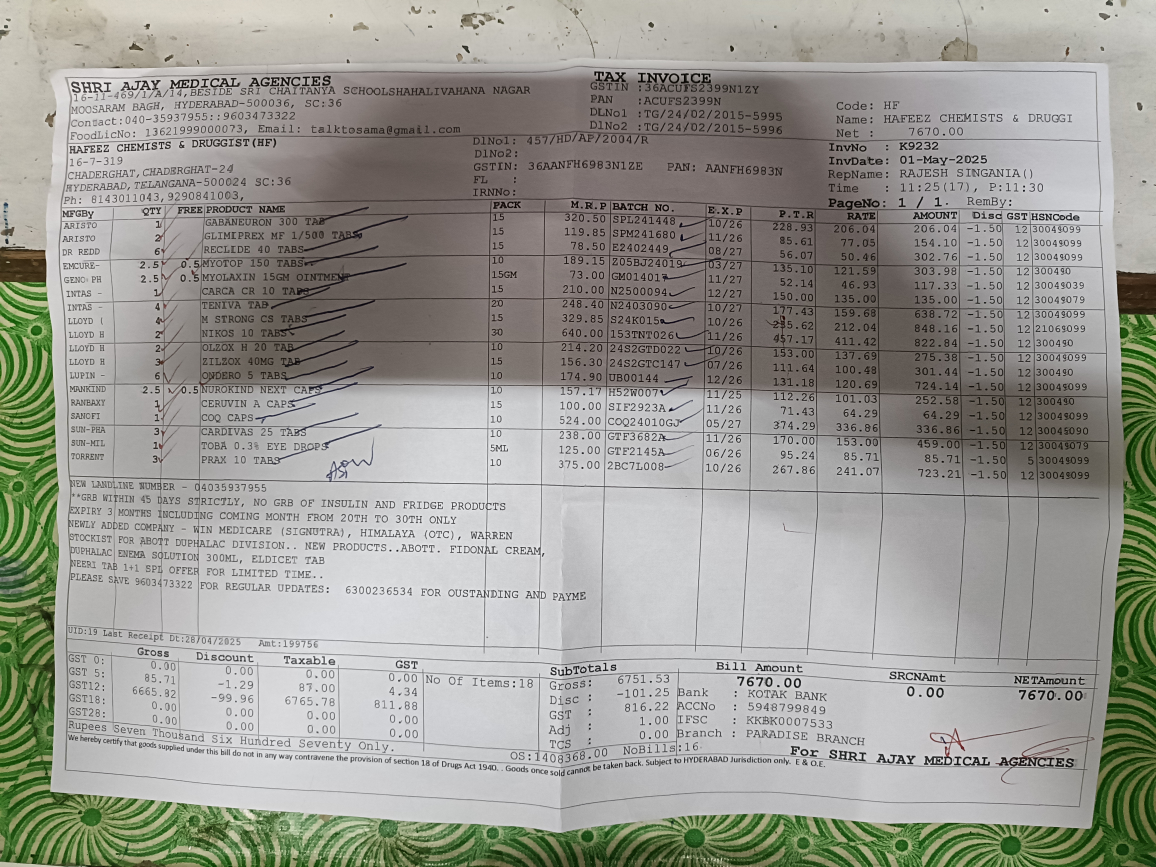 SHRI AJAY MEDICAL AGENCIES
16-11-469/1/A/14,BESIDE SRI CHAITANYA SCHOOLSHAHALIVAHANA NAGAR
MOOSARAM BAGH, HYDERABAD-500036, SC:36
Contact:040-35937955::9603473322
FoodLicNo: 13621999000073, Email: talktosama@gmail.com
TAX INVOICE
GSTIN :36ACUFS2399N1ZY
PAN :ACUFS2399N
DLNo1 :TG/24/02/2015-5995
DLNo2 :TG/24/02/2015-5996
Code: HF
Name: HAFEEZ CHEMISTS & DRUGGI
Net : 7670.00
HAFEEZ CHEMISTS & DRUGGIST(HF)
16-7-319
CHADERGHAT, CHADERGHAT-24
HYDERABAD, TELANGANA-500024 SC:36
Ph: 8143011043,9290841003,
DlNo1: 457/HD/AP/2004/R
DlNo2:
GSTIN: 36AANFH6983N1ZE PAN: AANFH6983N
FL :
IRNNo:
InvNo : K9232
InvDate: 01-May-2025
RepName: RAJESH SINGANIA()
Time : 11:25(17), P:11:30
PageNo: 1 / 1. RemBy:
MFGBy QTY FREE PRODUCT NAME PACK M.R.P BATCH NO. E.X.P P.T.R RATE AMOUNT Disc GST HSNCode
ARISTO 1 GABANEURON 300 TAB 15 320.50 SPL241448 10/26 228.93 206.04 206.04 -1.50 12 30049099
ARISTO 2 GLIMIPREX MF 1/500 TABS 15 119.85 SPM241680 11/26 85.61 77.05 154.10 -1.50 12 30049099
DR REDD 6 RECLIDE 40 TABS 15 78.50 E2402449 08/27 56.07 50.46 302.76 -1.50 12 30049099
EMCURE- 2.5 0.5 MYOTOP 150 TABS 10 189.15 Z05BJ24019 03/27 135.10 121.59 303.98 -1.50 12 300490
GENO-PH 2.5 0.5 MYOLAXIN 15GM OINTMENT 15GM 73.00 GM01401 11/27 52.14 46.93 117.33 -1.50 12 30049039
INTAS - 1 CARCA CR 10 TABS 15 210.00 N2500094 12/27 150.00 135.00 135.00 -1.50 12 30049079
INTAS - 4 TENIVA TAB 20 248.40 N2403090 10/27 177.43 159.68 638.72 -1.50 12 30049099
LLOYD ( 4 M STRONG CS TABS 15 329.85 S24K015 10/26 235.62 212.04 848.16 -1.50 12 21069099
LLOYD H 2 NIKOS 10 TABS 30 640.00 153TNT026 11/26 457.17 411.42 822.84 -1.50 12 300490
LLOYD H 2 OLZOX H 20 TAB 10 214.20 24S2GTD022 10/26 153.00 137.69 275.38 -1.50 12 30049099
LLOYD H 3 ZILZOX 40MG TAB 15 156.30 24S2GTC147 07/26 111.64 100.48 301.44 -1.50 12 30049099
LUPIN - 6 ONDERO 5 TABS 10 174.90 UB00144 12/26 131.18 120.69 724.14 -1.50 12 30049099
MANKIND 2.5 0.5 NUROKIND NEXT CAPS 10 157.17 H52W007 11/25 112.26 101.03 252.58 -1.50 12 300490
RANBAXY 1 CERUVIN A CAPS 15 100.00 SIF2923A 11/26 71.43 64.29 64.29 -1.50 12 30049099
SANOFI 1 COQ CAPS 10 524.00 COQ24010GJ 05/27 374.29 336.86 336.86 -1.50 12 30049090
SUN-PHA 3 CARDIVAS 25 TABS 10 238.00 GTF3682A 11/26 170.00 153.00 459.00 -1.50 12 30049079
SUN-MIL 1 TOBA 0.3% EYE DROPS 5ML 125.00 GTF2145A 06/26 95.24 85.71 85.71 -1.50 5 30049099
TORRENT 3 PRAX 10 TABS 10 375.00 2BC7L008 10/26 267.86 241.07 723.21 -1.50 12 30049099
NEW LANDLINE NUMBER - 04035937955
**GRB WITHIN 45 DAYS STRICTLY, NO GRB OF INSULIN AND FRIDGE PRODUCTS
EXPIRY 3 MONTHS INCLUDING COMING MONTH FROM 20TH TO 30TH ONLY
NEWLY ADDED COMPANY - WIN MEDICARE (SIGNUTRA), HIMALAYA (OTC), WARREN
STOCKIST FOR ABOTT DUPHALAC DIVISION.. NEW PRODUCTS..ABOTT. FIDONAL CREAM,
DUPHALAC ENEMA SOLUTION 300ML, ELDICET TAB
NEERI TAB 1+1 SPL OFFER FOR LIMITED TIME..
PLEASE SAVE 9603473322 FOR REGULAR UPDATES: 6300236534 FOR OUSTANDING AND PAYME
UID:19 Last Receipt Dt:28/04/2025 Amt:199756
Gross Discount Taxable GST
GST 0: 0.00 0.00 0.00 0.00
GST 5: 85.71 -1.29 87.00 4.34
GST12: 6665.82 -99.96 6765.78 811.88
GST18: 0.00 0.00 0.00 0.00
GST28: 0.00 0.00 0.00 0.00
Rupees Seven Thousand Six Hundred Seventy Only.
No Of Items:18
SubTotals
Gross: 6751.53
Disc : -101.25
GST : 816.22
Adj : 1.00
TCS : 0.00
Bill Amount
7670.00
Bank : KOTAK BANK
ACCNo : 5948799849
IFSC : KKBK0007533
Branch : PARADISE BRANCH
SRCNAmt
0.00
NETAmount
7670.00
OS:1408368.00 NoBills:16
For SHRI AJAY MEDICAL AGENCIES
We hereby certify that goods supplied under this bill do not in any way contravene the provision of section 18 of Drugs Act 1940. . Goods once sold cannot be taken back. Subject to HYDERABAD Jurisdiction only. E & O.E.